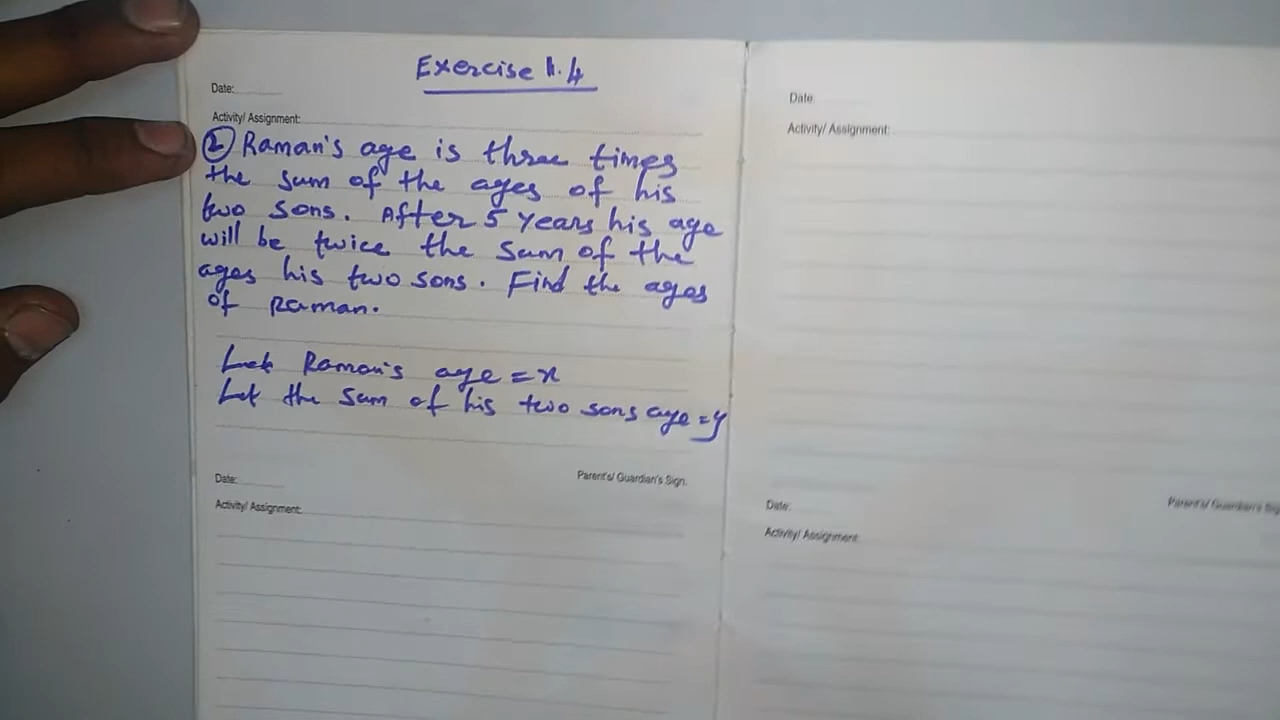 Exercise 1.4
Date:
Activity/ Assignment:
② Raman's age is three times
the sum of the ages of his
two sons. After 5 years his age
will be twice the sum of the
ages his two sons. Find the ages
of Raman.
Let Raman's age = x
Let the sum of his two sons age = y
Parent's/ Guardian's Sign.
Date:
Activity/ Assignment:
Date:
Activity/ Assignment:
Parent's/ Guardian's Sig
Date:
Activity/ Assignment: